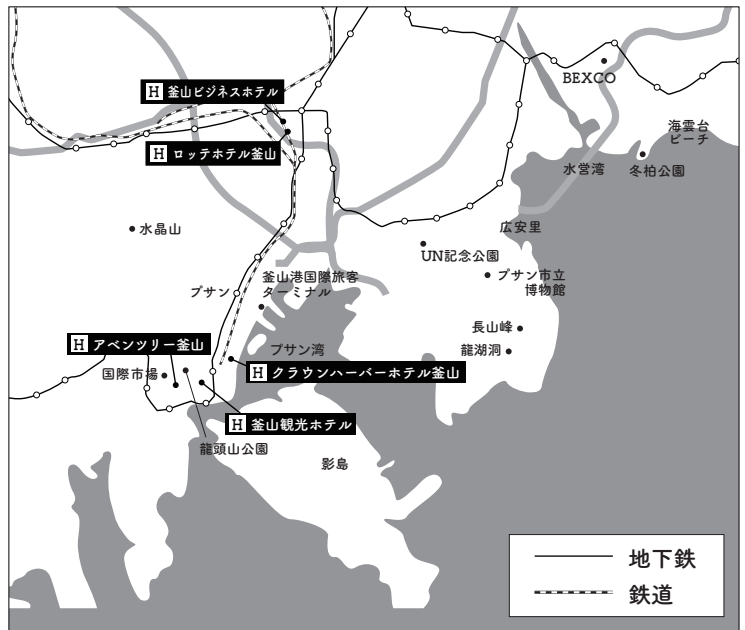 BEXCO
H 釜山ビジネスホテル
海雲台
ビーチ
H ロッテホテル釜山
水営湾
冬柏公園
水晶山
広安里
UN記念公園
釜山港国際旅客
ターミナル
プサン
プサン市立
博物館
長山峰
H アベンツリー釜山
プサン湾
龍湖洞
国際市場
H クラウンハーバーホテル釜山
H 釜山観光ホテル
龍頭山公園
影島
地下鉄
鉄道